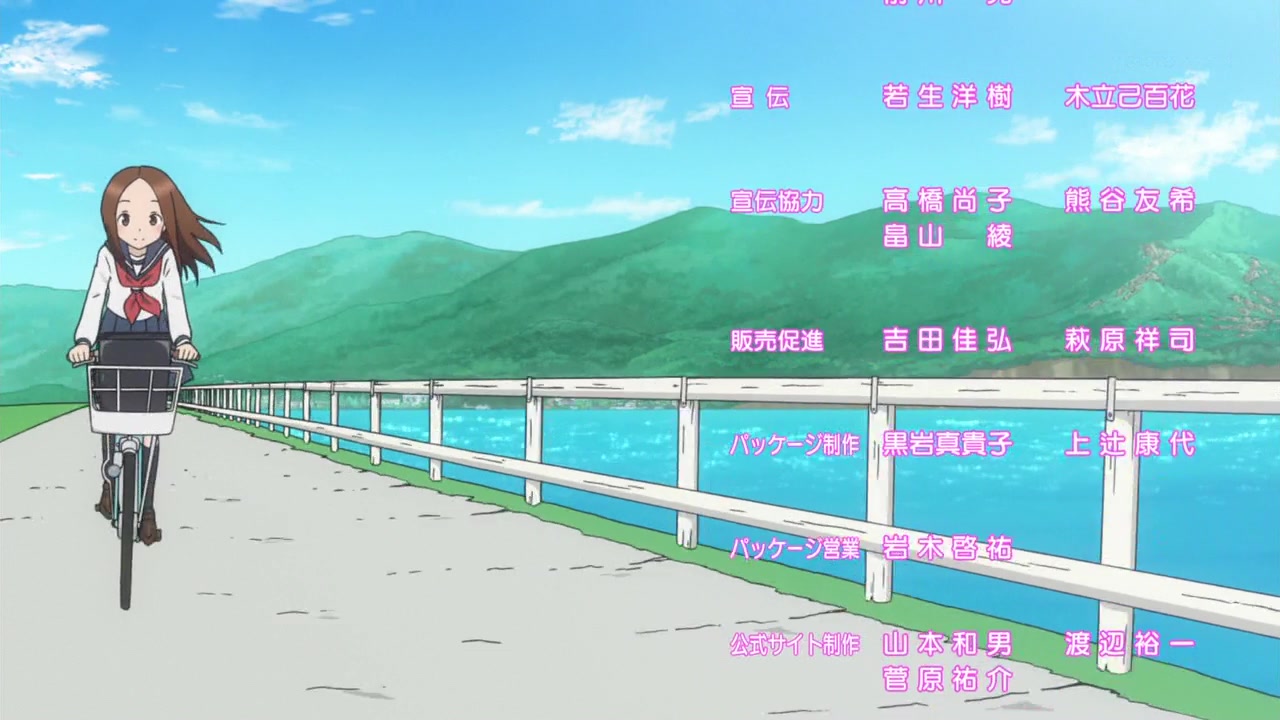 宣伝 若生洋樹 木立己百花
宣伝協力 高橋尚子 熊谷友希
畠山 綾
販売促進 吉田佳弘 萩原祥司
パッケージ制作 黒岩真貴子 上辻康代
パッケージ営業 岩木啓祐
公式サイト制作 山本和男 渡辺裕一
菅原祐介